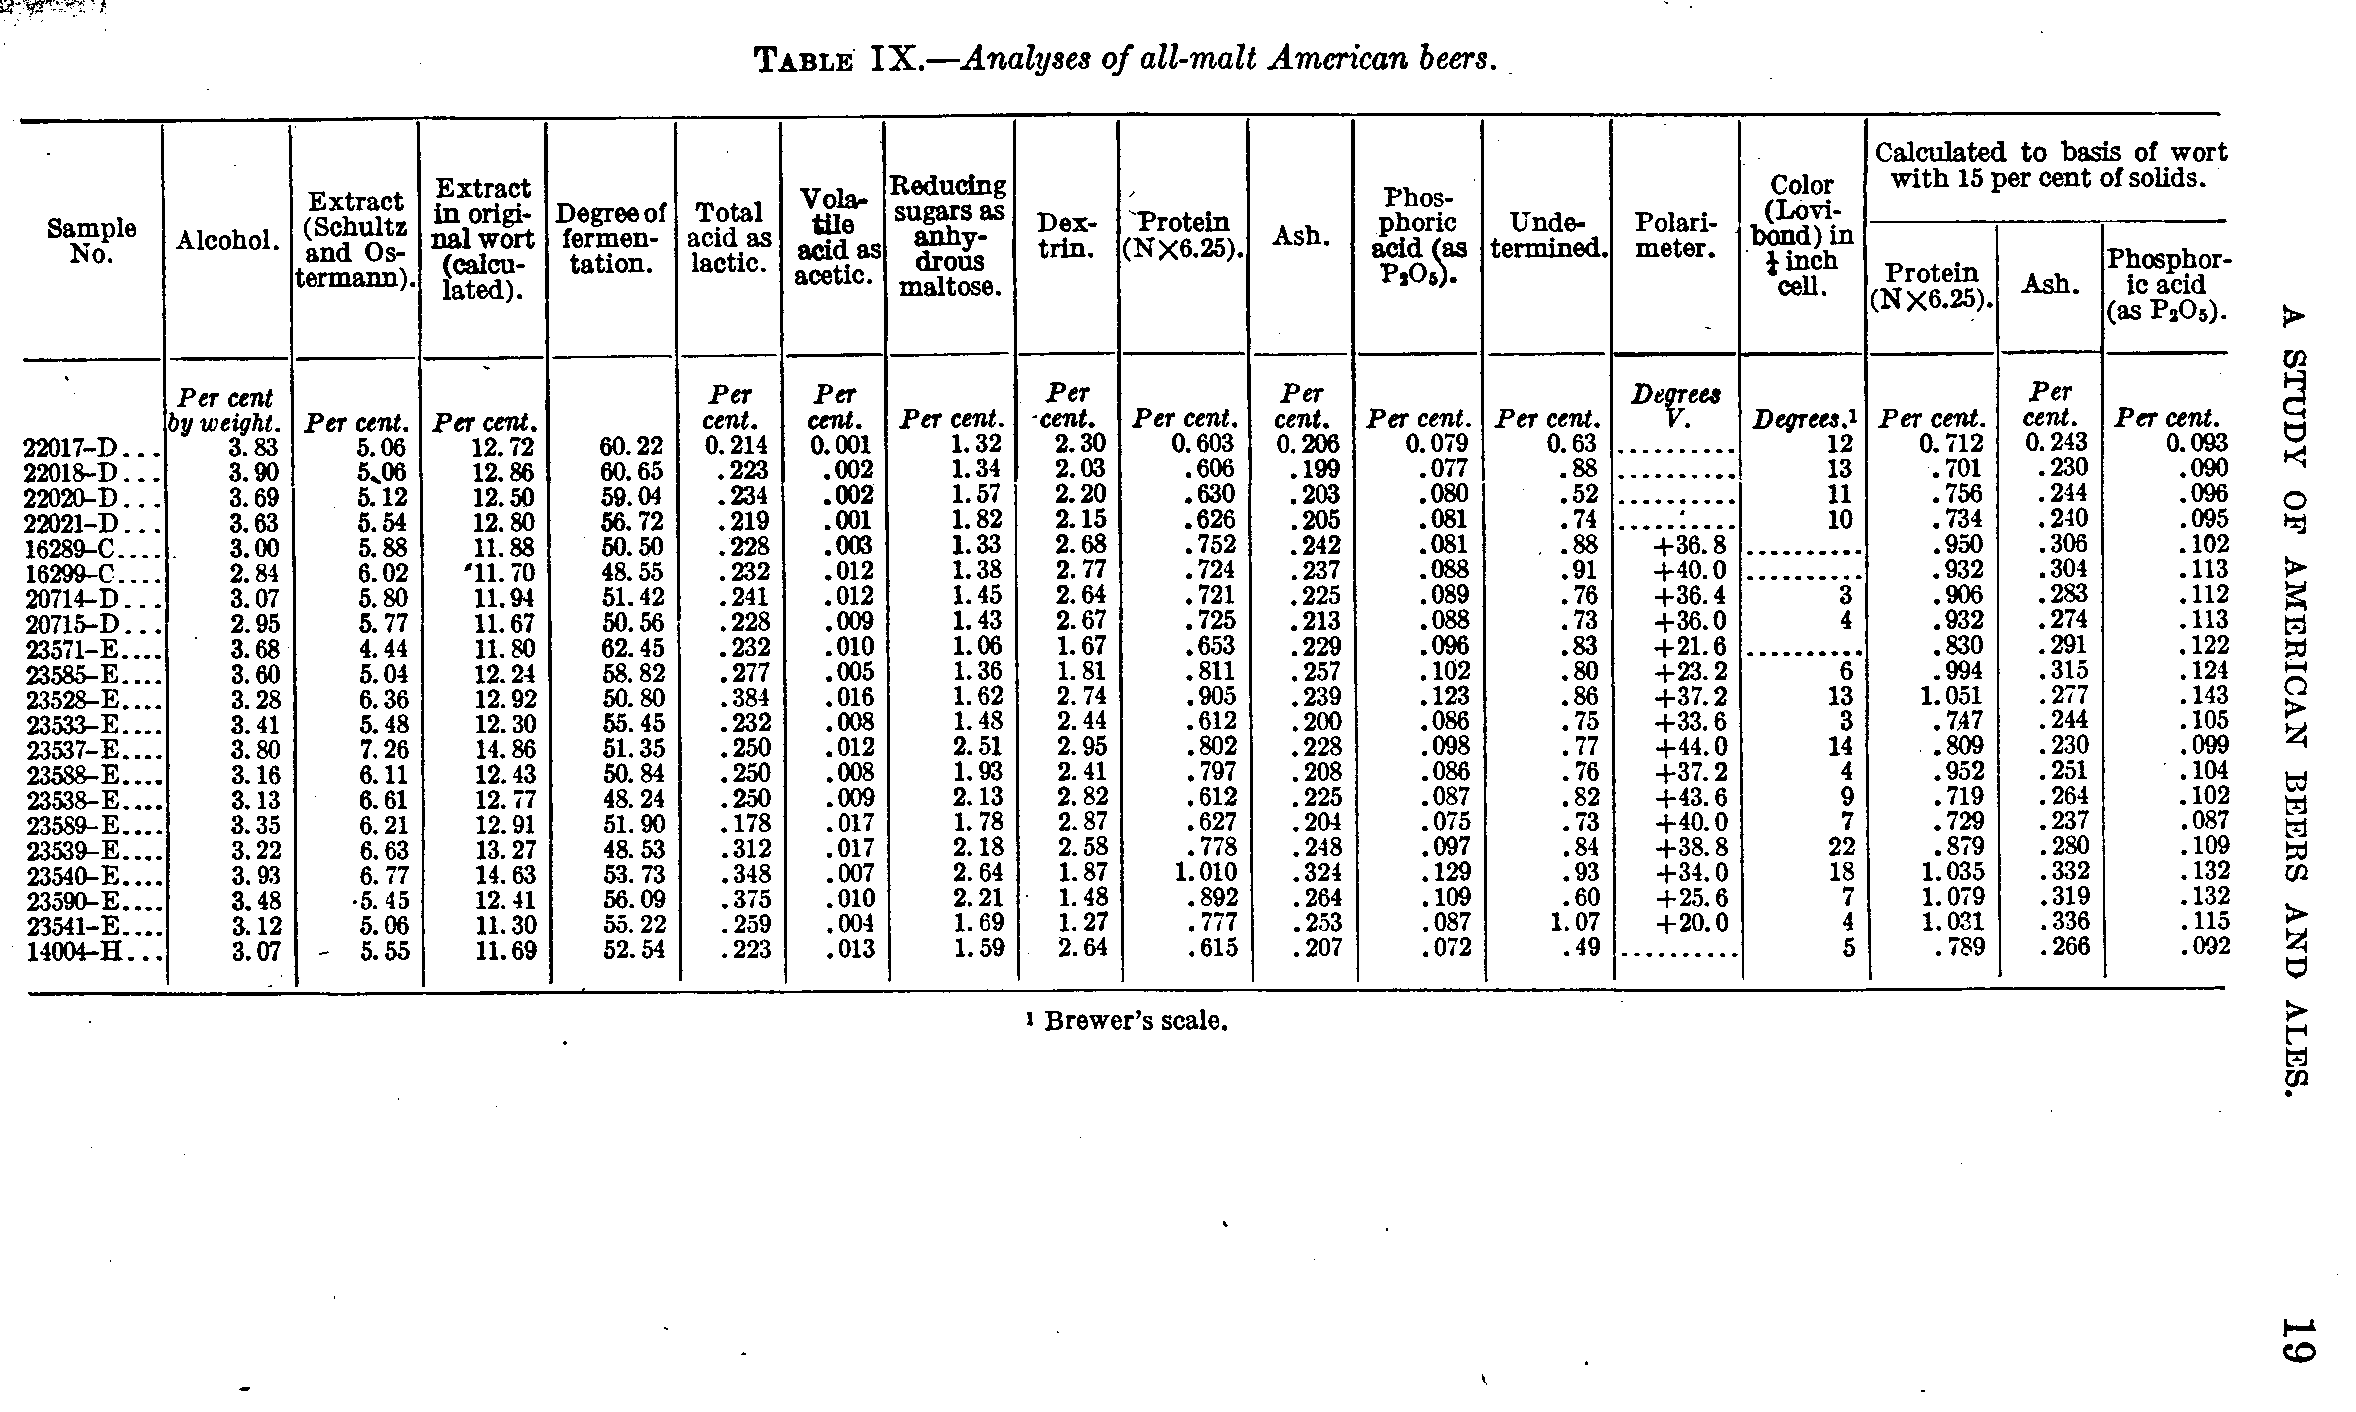 TABLE IX.—Analyses of all-malt American beers.
Sample No. | Alcohol. | Extract (Schultz and Ostermann). | Extract in original wort (calculated). | Degree of fermentation. | Total acid as lactic. | Volatile acid as acetic. | Reducing sugars as anhydrous maltose. | Dextrin. | Protein (N×6.25). | Ash. | Phosphoric acid (as P₂O₅). | Undetermined. | Polarimeter. | Color (Lovibond) in ¼ inch cell. | Calculated to basis of wort with 15 per cent of solids. Protein (N×6.25). | Ash. | Phosphoric acid (as P₂O₅).
Per cent by weight. | Per cent. | Per cent. | Per cent. | Per cent. | Per cent. | Per cent. | Per cent. | Per cent. | Per cent. | Per cent. | Degrees V. | Degrees.¹ | Per cent. | Per cent. | Per cent.
22017-D... 3.83 5.06 12.72 60.22 0.214 0.001 1.32 2.30 0.603 0.206 0.079 0.63 .......... 12 0.712 0.243 0.093
22018-D... 3.90 5.06 12.86 60.65 .223 .002 1.34 2.03 .606 .199 .077 .88 .......... 13 .701 .230 .090
22020-D... 3.69 5.12 12.50 59.04 .234 .002 1.57 2.20 .630 .203 .080 .52 .......... 11 .756 .244 .096
22021-D... 3.63 5.54 12.80 56.72 .219 .001 1.82 2.15 .626 .205 .081 .74 .......... 10 .734 .240 .095
16289-C.... 3.00 5.88 11.88 50.50 .228 .003 1.33 2.68 .752 .242 .081 .88 +36.8 .......... .950 .306 .102
16299-C.... 2.84 6.02 11.70 48.55 .232 .012 1.38 2.77 .724 .237 .088 .91 +40.0 .......... .932 .304 .113
20714-D... 3.07 5.80 11.94 51.42 .241 .012 1.45 2.64 .721 .225 .089 .76 +36.4 3 .906 .283 .112
20715-D... 2.95 5.77 11.67 50.56 .228 .009 1.43 2.67 .725 .213 .088 .73 +36.0 4 .932 .274 .113
23571-E.... 3.68 4.44 11.80 62.45 .232 .010 1.06 1.67 .653 .229 .096 .83 +21.6 .......... .830 .291 .122
23585-E.... 3.60 5.04 12.24 58.82 .277 .005 1.36 1.81 .811 .257 .102 .80 +23.2 6 .994 .315 .124
23528-E.... 3.28 6.36 12.92 50.80 .384 .016 1.62 2.74 .905 .239 .123 .86 +37.2 13 1.051 .277 .143
23533-E.... 3.41 5.48 12.30 55.45 .232 .008 1.48 2.44 .612 .200 .086 .75 +33.6 3 .747 .244 .105
23537-E.... 3.80 7.26 14.86 51.35 .250 .012 2.51 2.95 .802 .228 .098 .77 +44.0 14 .809 .230 .099
23588-E.... 3.16 6.11 12.43 50.84 .250 .008 1.93 2.41 .797 .208 .086 .76 +37.2 4 .952 .251 .104
23538-E.... 3.13 6.61 12.77 48.24 .250 .009 2.13 2.82 .612 .225 .087 .82 +43.6 9 .719 .264 .102
23589-E.... 3.35 6.21 12.91 51.90 .178 .017 1.78 2.87 .627 .204 .075 .73 +40.0 7 .729 .237 .087
23539-E.... 3.22 6.63 13.27 48.53 .312 .017 2.18 2.58 .778 .248 .097 .84 +38.8 22 .879 .280 .109
23540-E.... 3.93 6.77 14.63 53.73 .348 .007 2.64 1.87 1.010 .324 .129 .93 +34.0 18 1.035 .332 .132
23590-E.... 3.48 5.45 12.41 56.09 .375 .010 2.21 1.48 .892 .264 .109 .60 +25.6 7 1.079 .319 .132
23541-E.... 3.12 5.06 11.30 55.22 .259 .004 1.69 1.27 .777 .253 .087 1.07 +20.0 4 1.031 .336 .115
14004-H... 3.07 5.55 11.69 52.54 .223 .013 1.59 2.64 .615 .207 .072 .49 .......... 5 .789 .266 .092
¹ Brewer's scale.
A STUDY OF AMERICAN BEERS AND ALES.
19